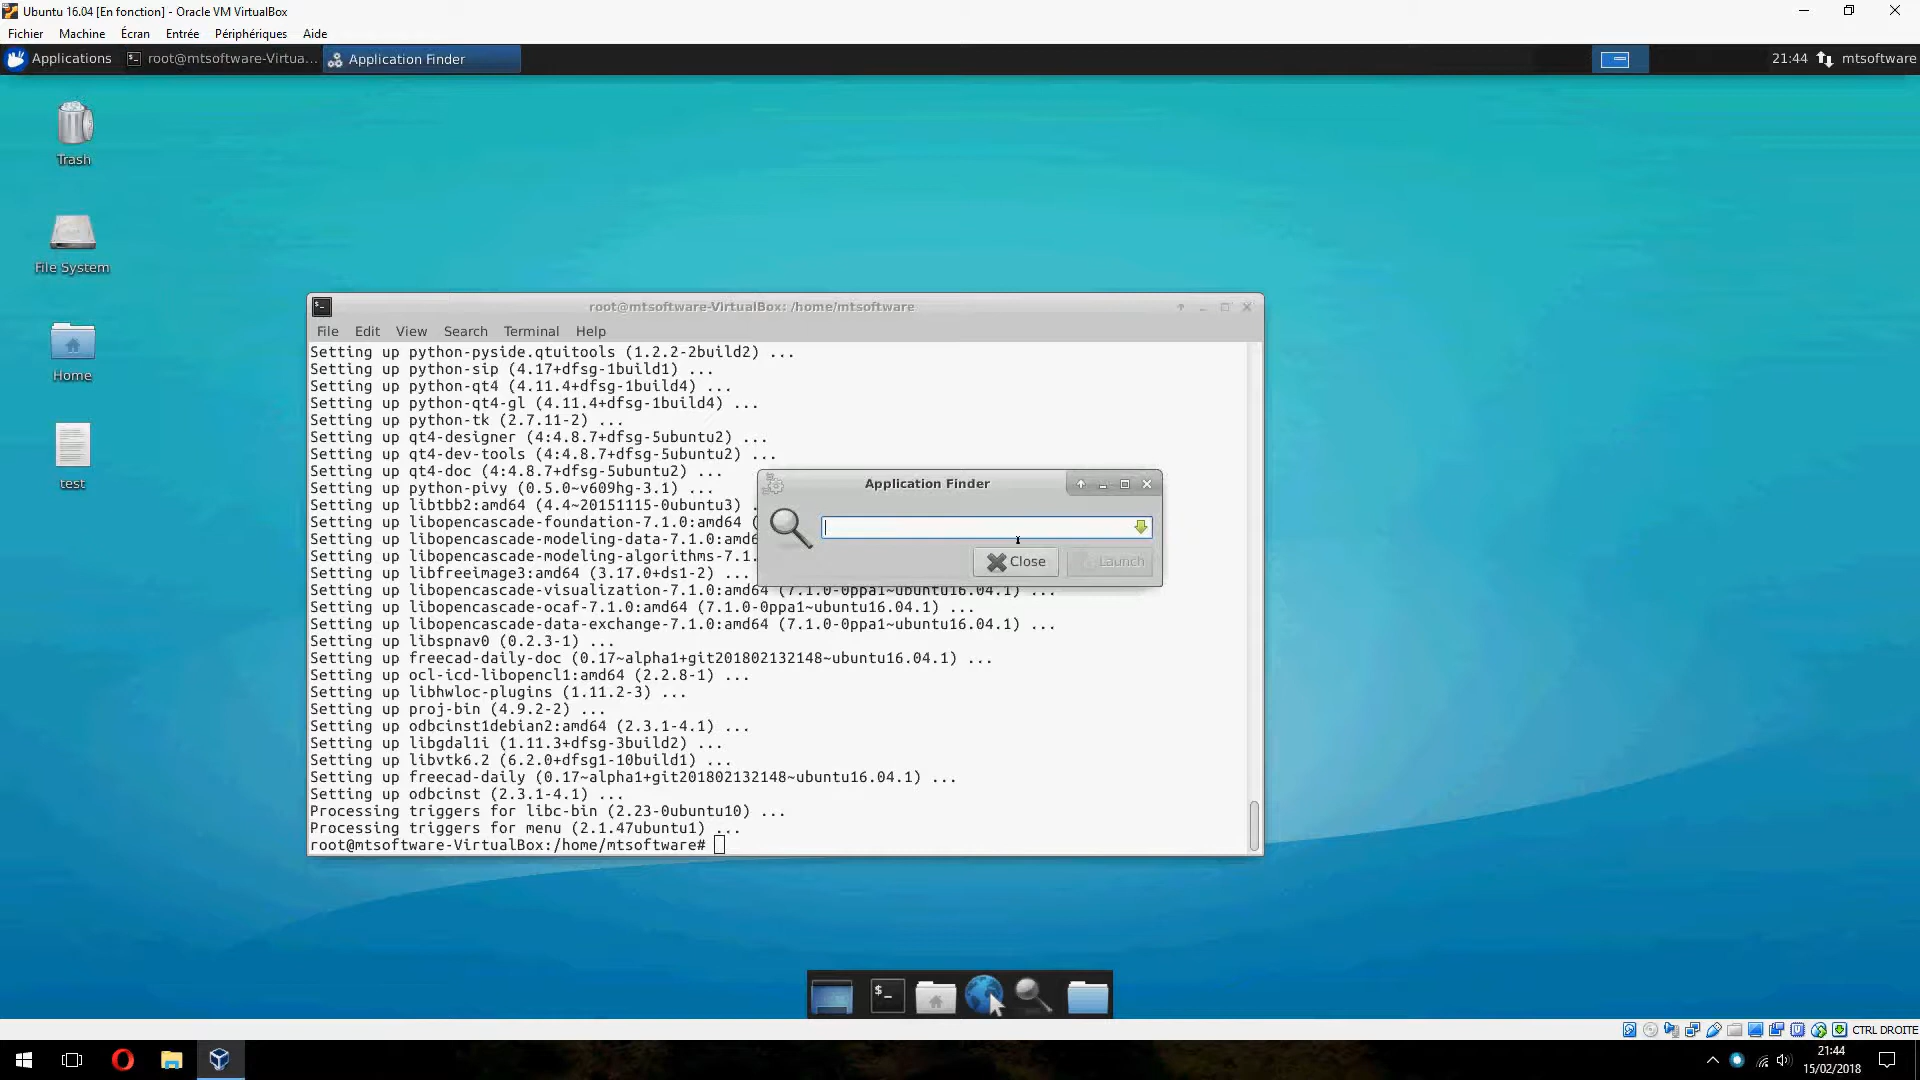 Ubuntu 16.04 [En fonction] - Oracle VM VirtualBox
Fichier Machine Écran Entrée Périphériques Aide
Applications root@mtsoftware-Virtua... Application Finder 21:44 mtsoftware
Trash
File System
Home
test
root@mtsoftware-VirtualBox: /home/mtsoftware
File Edit View Search Terminal Help
Setting up python-pyside.qtuitools (1.2.2-2build2) ...
Setting up python-sip (4.17+dfsg-1build1) ...
Setting up python-qt4 (4.11.4+dfsg-1build4) ...
Setting up python-qt4-gl (4.11.4+dfsg-1build4) ...
Setting up python-tk (2.7.11-2) ...
Setting up qt4-designer (4:4.8.7+dfsg-5ubuntu2) ...
Setting up qt4-dev-tools (4:4.8.7+dfsg-5ubuntu2) ...
Setting up qt4-doc (4:4.8.7+dfsg-5ubuntu2) ...
Setting up python-pivy (0.5.0~v609hg-3.1) ...
Setting up libtbb2:amd64 (4.4~20151115-0ubuntu3) .
Setting up libopencascade-foundation-7.1.0:amd64 (
Setting up libopencascade-modeling-data-7.1.0:amd6
Setting up libopencascade-modeling-algorithms-7.1.
Setting up libfreeimage3:amd64 (3.17.0+ds1-2) ...
Setting up libopencascade-visualization-7.1.0:amd64 (7.1.0-0ppa1~ubuntu16.04.1) ...
Setting up libopencascade-ocaf-7.1.0:amd64 (7.1.0-0ppa1~ubuntu16.04.1) ...
Setting up libopencascade-data-exchange-7.1.0:amd64 (7.1.0-0ppa1~ubuntu16.04.1) ...
Setting up libspnav0 (0.2.3-1) ...
Setting up freecad-daily-doc (0.17~alpha1+git201802132148~ubuntu16.04.1) ...
Setting up ocl-icd-libopencl1:amd64 (2.2.8-1) ...
Setting up libhwloc-plugins (1.11.2-3) ...
Setting up proj-bin (4.9.2-2) ...
Setting up odbcinst1debian2:amd64 (2.3.1-4.1) ...
Setting up libgdal1i (1.11.3+dfsg-3build2) ...
Setting up libvtk6.2 (6.2.0+dfsg1-10build1) ...
Setting up freecad-daily (0.17~alpha1+git201802132148~ubuntu16.04.1) ...
Setting up odbcinst (2.3.1-4.1) ...
Processing triggers for libc-bin (2.23-0ubuntu10) ...
Processing triggers for menu (2.1.47ubuntu1) ...
root@mtsoftware-VirtualBox:/home/mtsoftware#
Application Finder
Close Launch
$_
CTRL DROITE
21:44
15/02/2018